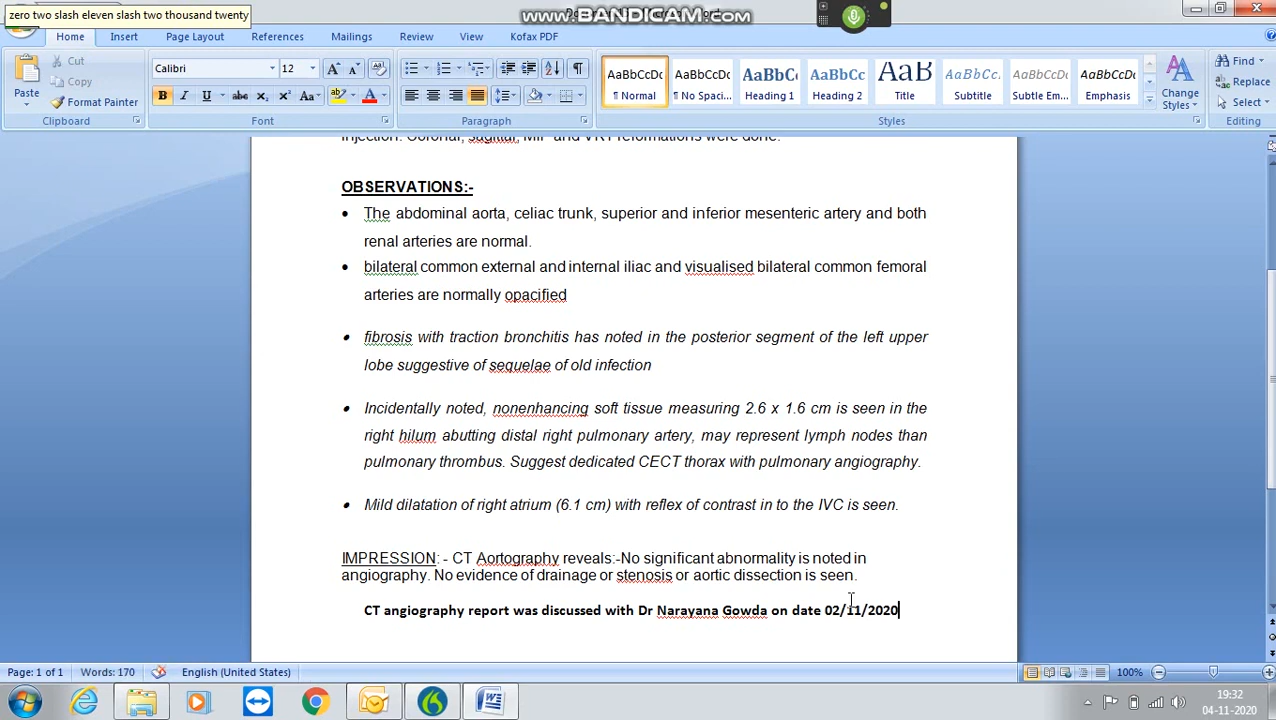 zero two slash eleven slash two thousand twenty
www.BANDICAM.com
Home Insert Page Layout References Mailings Review View Kofax PDF
Paste
Cut
Copy
Format Painter
Clipboard
Calibri 12
Font
Paragraph
AaBbCcDc AaBbCcDc AaBbCc AaBbCc AaB AaBbCc. AaBbCcDc AaBbCcDc
¶ Normal ¶ No Spaci... Heading 1 Heading 2 Title Subtitle Subtle Em... Emphasis
Change Styles
Styles
Find
Replace
Select
Editing
OBSERVATIONS:-
• The abdominal aorta, celiac trunk, superior and inferior mesenteric artery and both
renal arteries are normal.
• bilateral common external and internal iliac and visualised bilateral common femoral
arteries are normally opacified
• fibrosis with traction bronchitis has noted in the posterior segment of the left upper
lobe suggestive of sequelae of old infection
• Incidentally noted, nonenhancing soft tissue measuring 2.6 x 1.6 cm is seen in the
right hilum abutting distal right pulmonary artery, may represent lymph nodes than
pulmonary thrombus. Suggest dedicated CECT thorax with pulmonary angiography.
• Mild dilatation of right atrium (6.1 cm) with reflex of contrast in to the IVC is seen.
IMPRESSION: - CT Aortography reveals:-No significant abnormality is noted in
angiography. No evidence of drainage or stenosis or aortic dissection is seen.
CT angiography report was discussed with Dr Narayana Gowda on date 02/11/2020
Page: 1 of 1 Words: 170 English (United States) 100%
19:32
04-11-2020